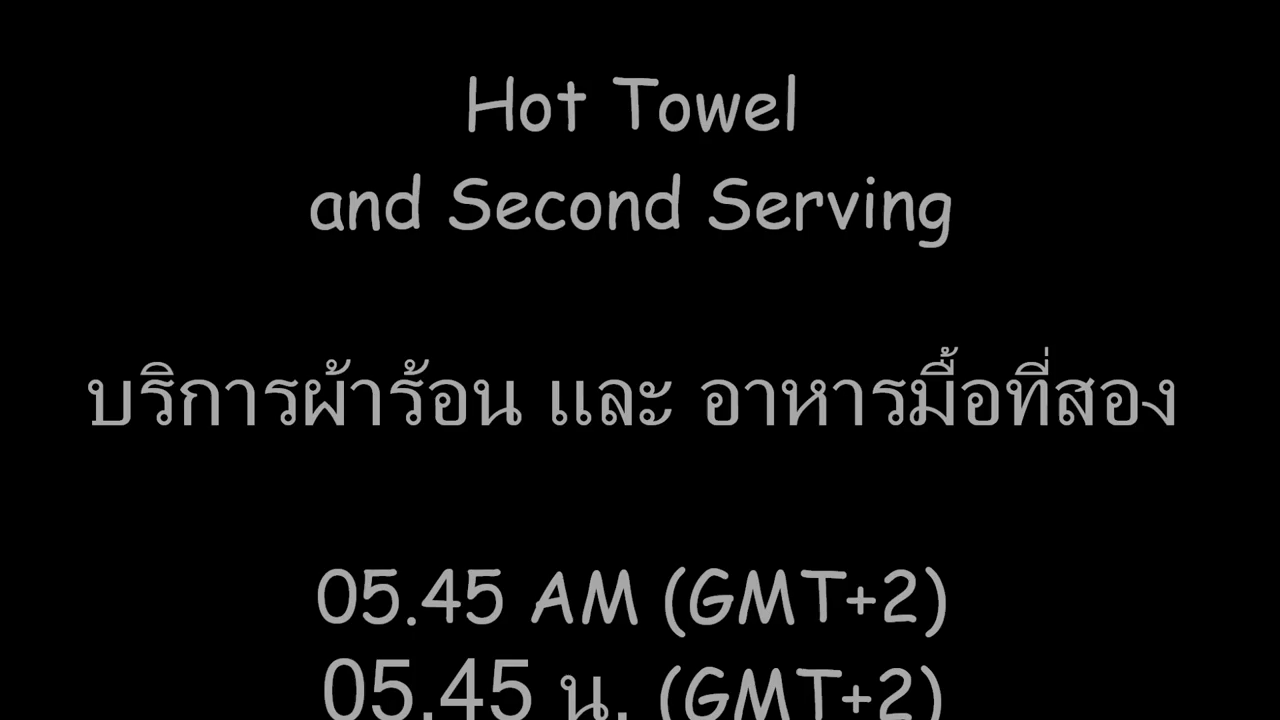 Hot Towel
and Second Serving
บริการผ้าร้อน และ อาหารมื้อที่สอง
05.45 AM (GMT+2)
05.45 น. (GMT+2)